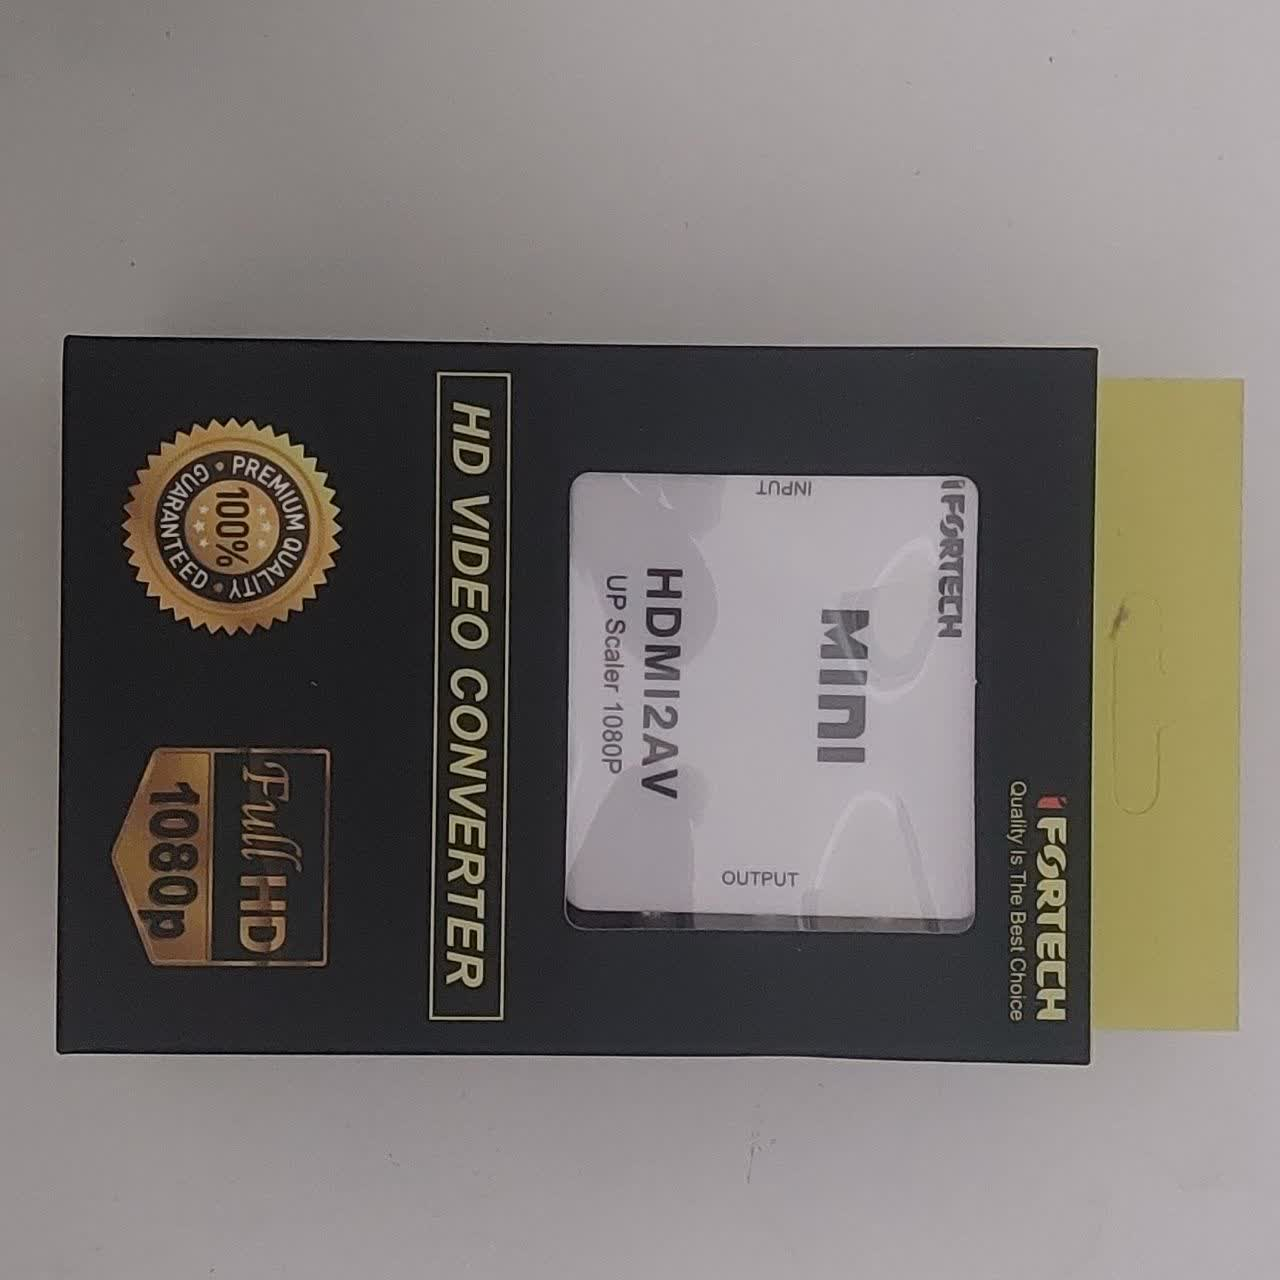 iFORTECH
Quality Is The Best Choice
iFORTECH
MINI
INPUT
OUTPUT
HDMI2AV
UP Scaler 1080P
HD VIDEO CONVERTER
PREMIUM QUALITY
100%
GUARANTEED
Full HD
1080p